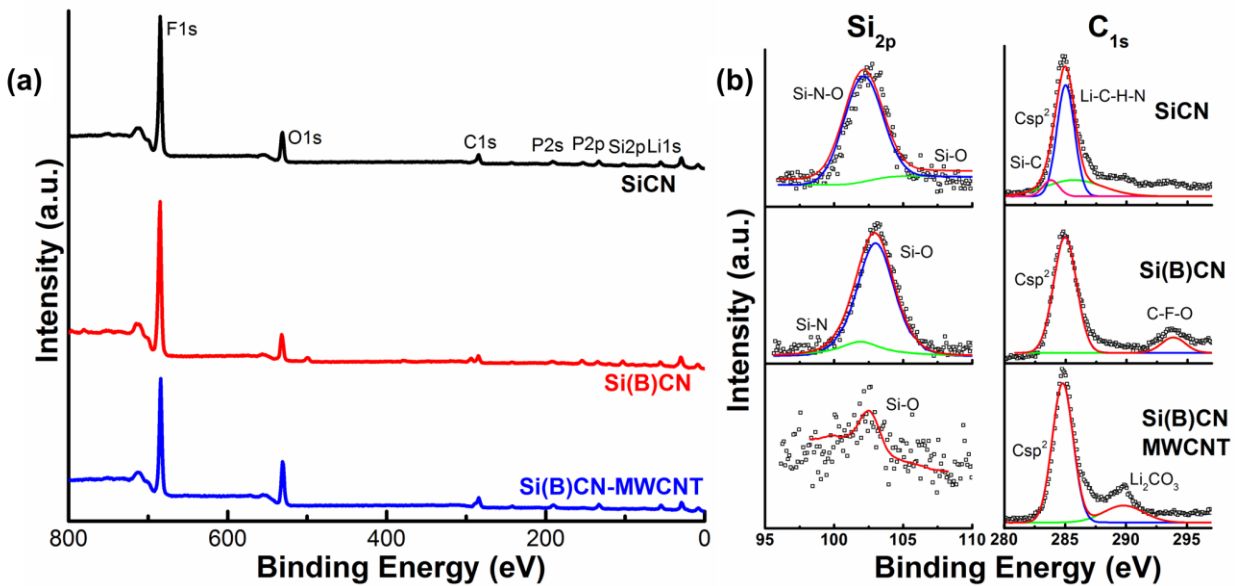 (a)
F1s
O1s
C1s
P2s
P2p
Si2p
Li1s
SiCN
Si(B)CN
Si(B)CN-MWCNT
Intensity (a.u.)
800
600
400
200
0
Binding Energy (eV)
(b)
Si2p
C1s
Si-N-O
Si-O
Li-C-H-N
Csp2
Si-C
SiCN
Si-O
Si-N
Csp2
C-F-O
Si(B)CN
Si-O
Csp2
Li2CO3
Si(B)CN
MWCNT
Intensity (a.u.)
95
100
105
110
280
285
290
295
Binding Energy (eV)